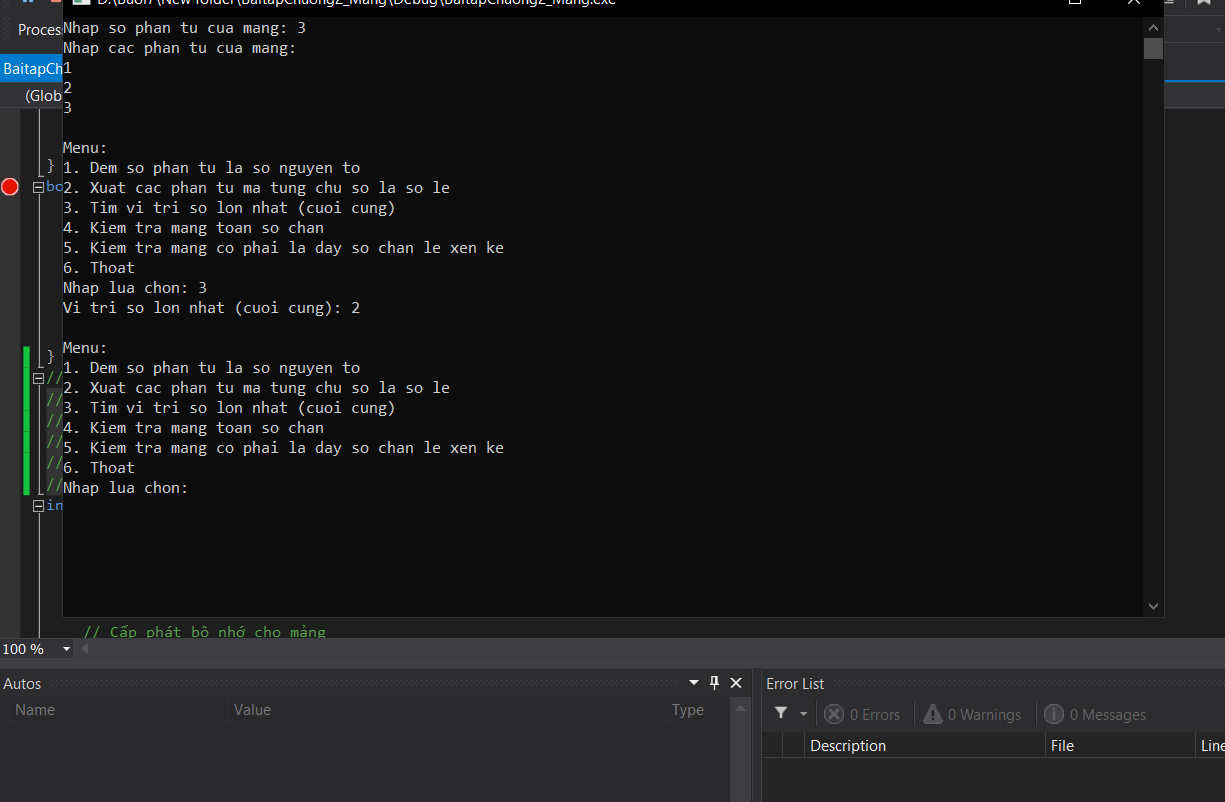 D:\Buoi7\New folder\BaitapChuong2_Mang\Debug\BaitapChuong2_Mang.exe
Proces
Nhap so phan tu cua mang: 3
Nhap cac phan tu cua mang:
BaitapCh
1
2
(Glob
3
Menu:
}
1. Dem so phan tu la so nguyen to
bo
2. Xuat cac phan tu ma tung chu so la so le
3. Tim vi tri so lon nhat (cuoi cung)
4. Kiem tra mang toan so chan
5. Kiem tra mang co phai la day so chan le xen ke
6. Thoat
Nhap lua chon: 3
Vi tri so lon nhat (cuoi cung): 2
Menu:
}
1. Dem so phan tu la so nguyen to
//
2. Xuat cac phan tu ma tung chu so la so le
//
3. Tim vi tri so lon nhat (cuoi cung)
//
4. Kiem tra mang toan so chan
//
5. Kiem tra mang co phai la day so chan le xen ke
//
6. Thoat
//
Nhap lua chon:
in
// Cấp phát bộ nhớ cho mảng
100 %
Autos
Name Value Type
Error List
0 Errors 0 Warnings 0 Messages
Description File Line